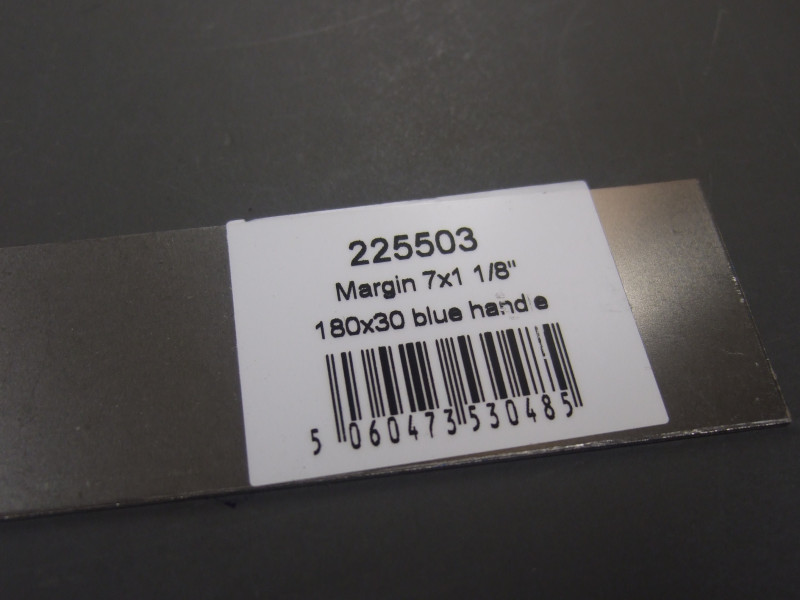 225503
Margin 7x1 1/8"
180x30 blue handle
5 060473 530485